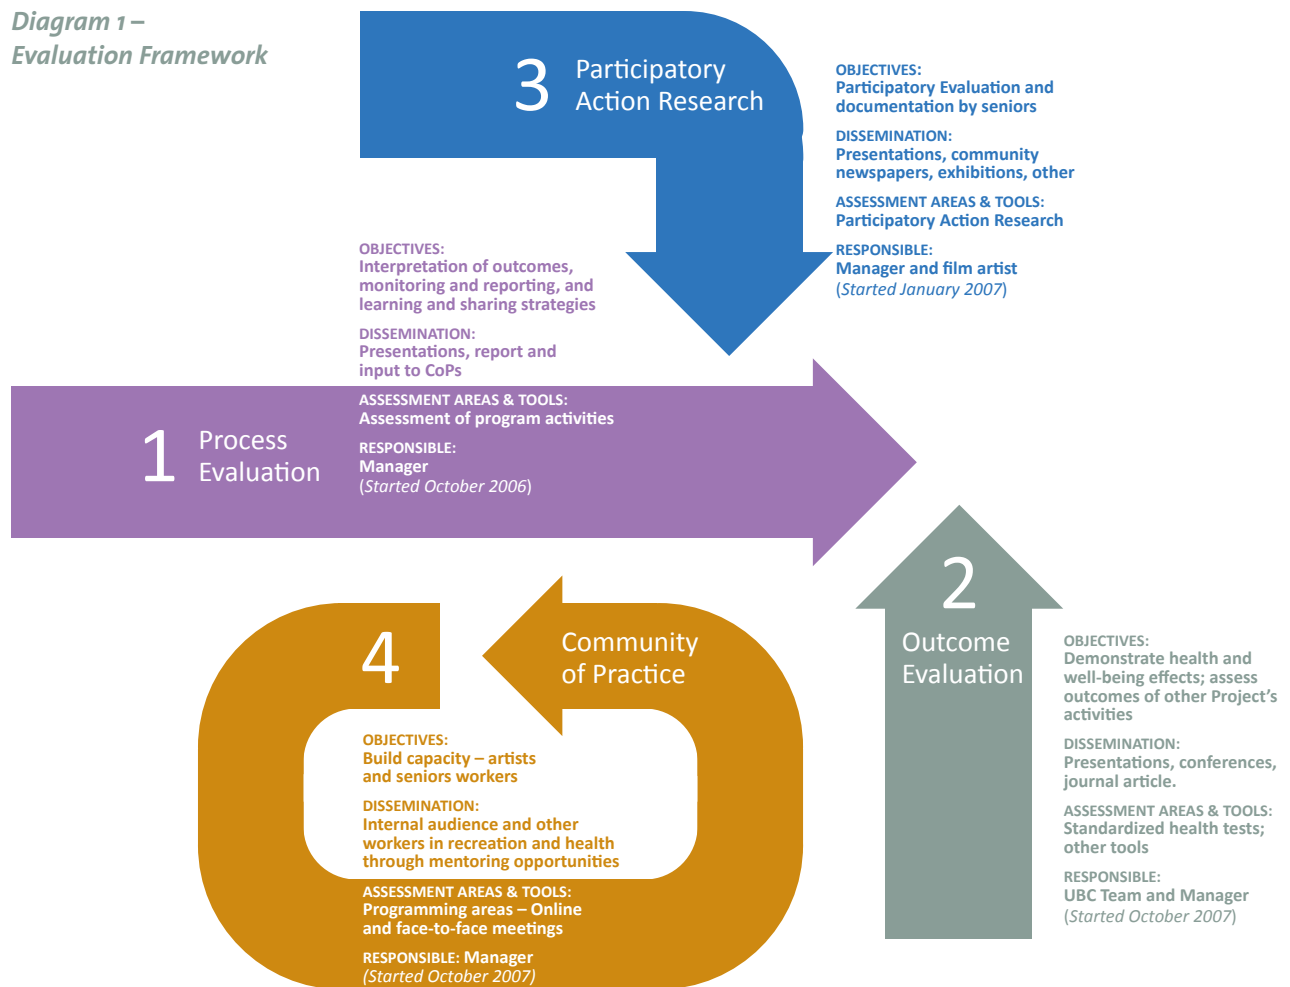 Diagram 1 –
Evaluation Framework
3
Participatory
Action Research
OBJECTIVES:
Participatory Evaluation and
documentation by seniors
DISSEMINATION:
Presentations, community
newspapers, exhibitions, other
ASSESSMENT AREAS & TOOLS:
Participatory Action Research
RESPONSIBLE:
Manager and film artist
(Started January 2007)
OBJECTIVES:
Interpretation of outcomes,
monitoring and reporting, and
learning and sharing strategies
DISSEMINATION:
Presentations, report and
input to CoPs
ASSESSMENT AREAS & TOOLS:
Assessment of program activities
RESPONSIBLE:
Manager
(Started October 2006)
1
Process
Evaluation
2
Outcome
Evaluation
OBJECTIVES:
Demonstrate health and
well-being effects; assess
outcomes of other Project's
activities
DISSEMINATION:
Presentations, conferences,
journal article.
ASSESSMENT AREAS & TOOLS:
Standardized health tests;
other tools
RESPONSIBLE:
UBC Team and Manager
(Started October 2007)
4
Community
of Practice
OBJECTIVES:
Build capacity – artists
and seniors workers
DISSEMINATION:
Internal audience and other
workers in recreation and health
through mentoring opportunities
ASSESSMENT AREAS & TOOLS:
Programming areas – Online
and face-to-face meetings
RESPONSIBLE: Manager
(Started October 2007)